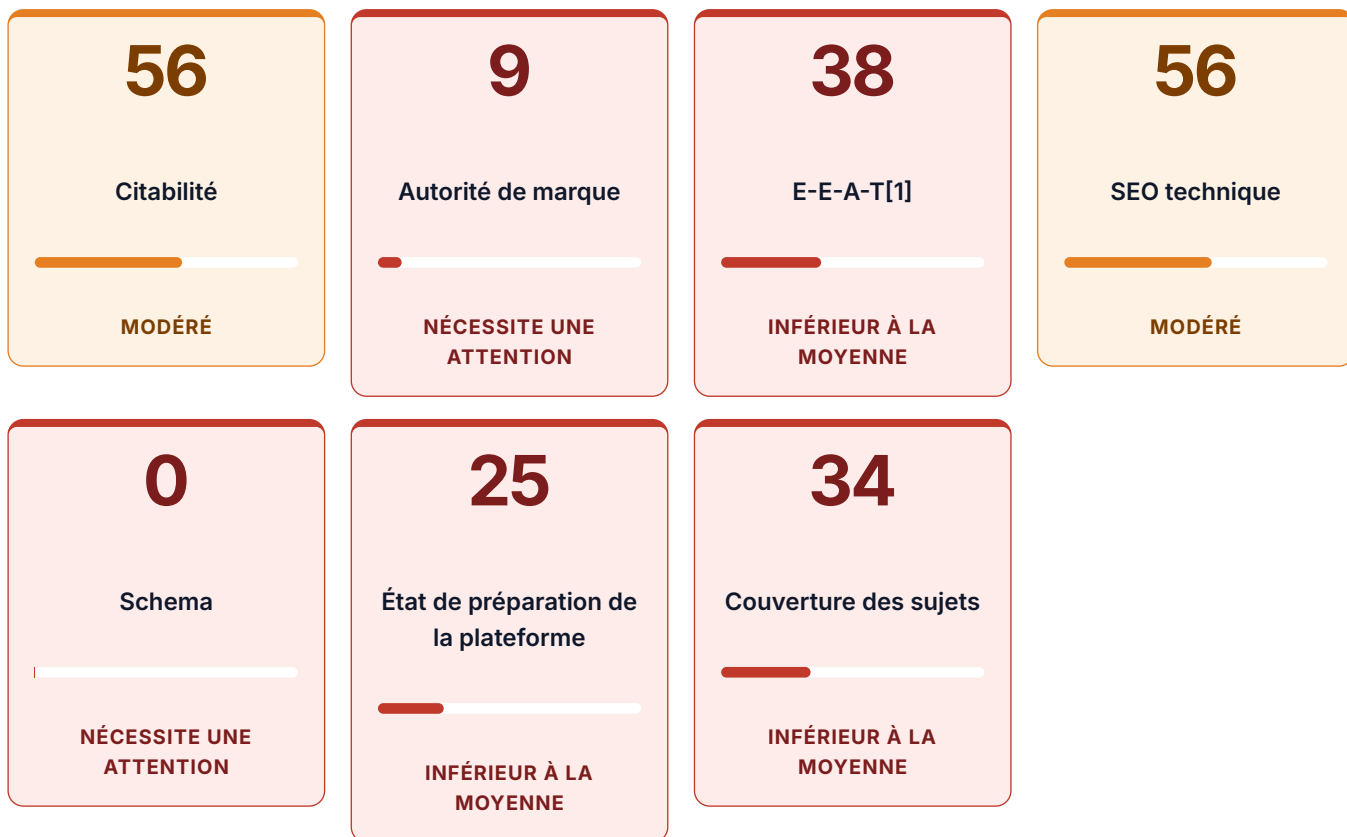 56
Citabilité
MODÉRÉ
9
Autorité de marque
NÉCESSITE UNE
ATTENTION
38
E-E-A-T[1]
INFÉRIEUR À LA
MOYENNE
56
SEO technique
MODÉRÉ
0
Schema
NÉCESSITE UNE
ATTENTION
25
État de préparation de
la plateforme
INFÉRIEUR À LA
MOYENNE
34
Couverture des sujets
INFÉRIEUR À LA
MOYENNE